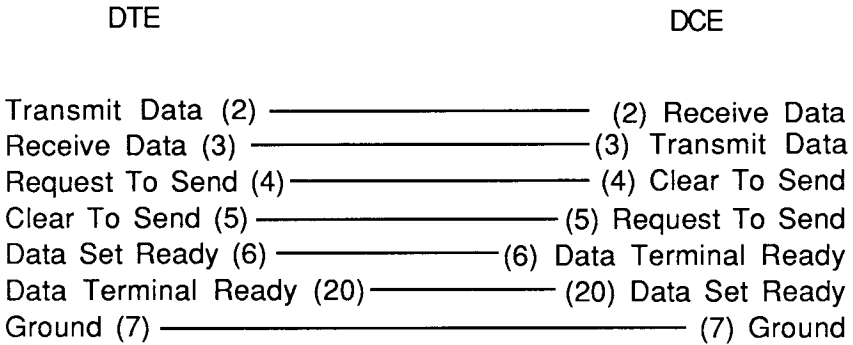 DTE DCE
Transmit Data (2) (2) Receive Data
Receive Data (3) (3) Transmit Data
Request To Send (4) (4) Clear To Send
Clear To Send (5) (5) Request To Send
Data Set Ready (6) (6) Data Terminal Ready
Data Terminal Ready (20) (20) Data Set Ready
Ground (7) (7) Ground